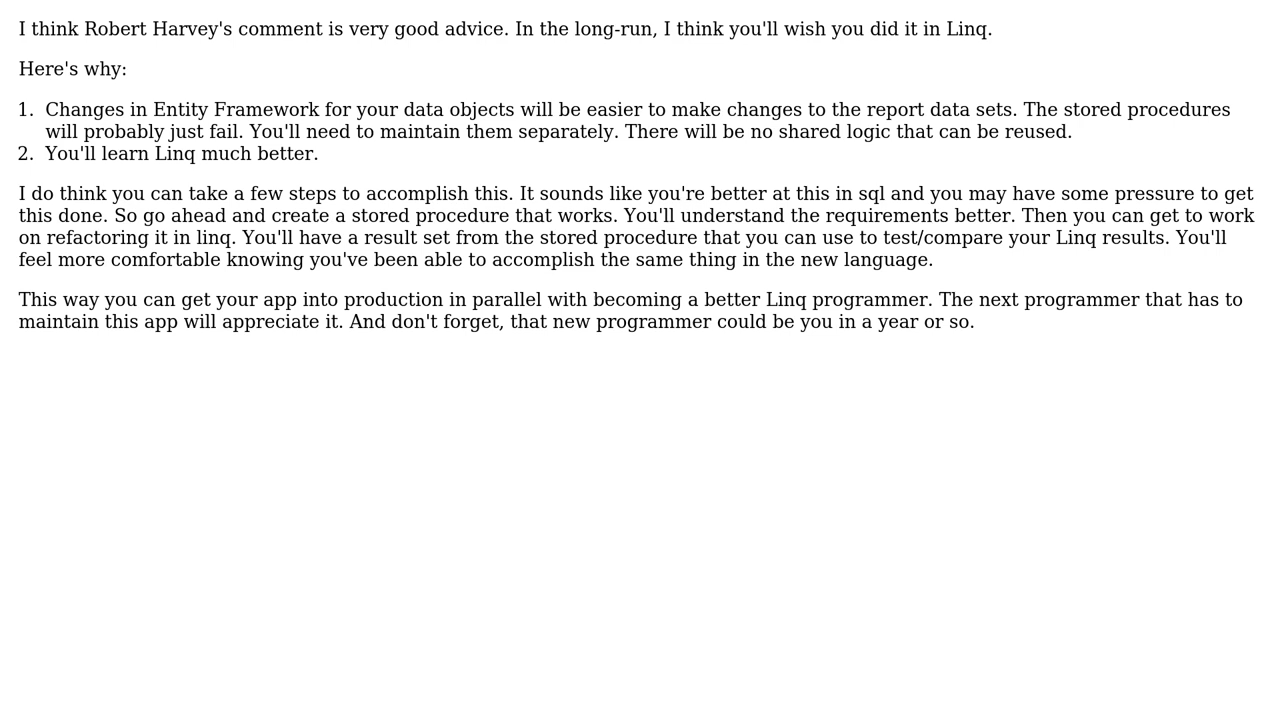 I think Robert Harvey's comment is very good advice. In the long-run, I think you'll wish you did it in Linq.
Here's why:
1. Changes in Entity Framework for your data objects will be easier to make changes to the report data sets. The stored procedures
will probably just fail. You'll need to maintain them separately. There will be no shared logic that can be reused.
2. You'll learn Linq much better.
I do think you can take a few steps to accomplish this. It sounds like you're better at this in sql and you may have some pressure to get
this done. So go ahead and create a stored procedure that works. You'll understand the requirements better. Then you can get to work
on refactoring it in linq. You'll have a result set from the stored procedure that you can use to test/compare your Linq results. You'll
feel more comfortable knowing you've been able to accomplish the same thing in the new language.
This way you can get your app into production in parallel with becoming a better Linq programmer. The next programmer that has to
maintain this app will appreciate it. And don't forget, that new programmer could be you in a year or so.